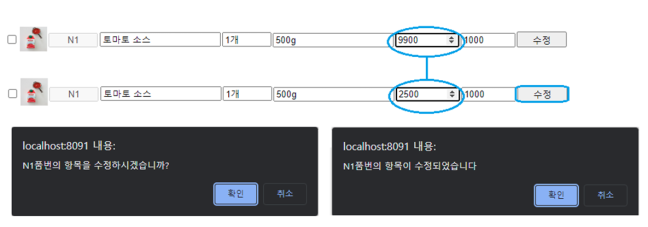 N1 토마토 소스 1개 500g 9900 1000 수정
N1 토마토 소스 1개 500g 2500 1000 수정
localhost:8091 내용:
N1품번의 항목을 수정하시겠습니까?
확인 취소
localhost:8091 내용:
N1품번의 항목이 수정되었습니다
확인 취소